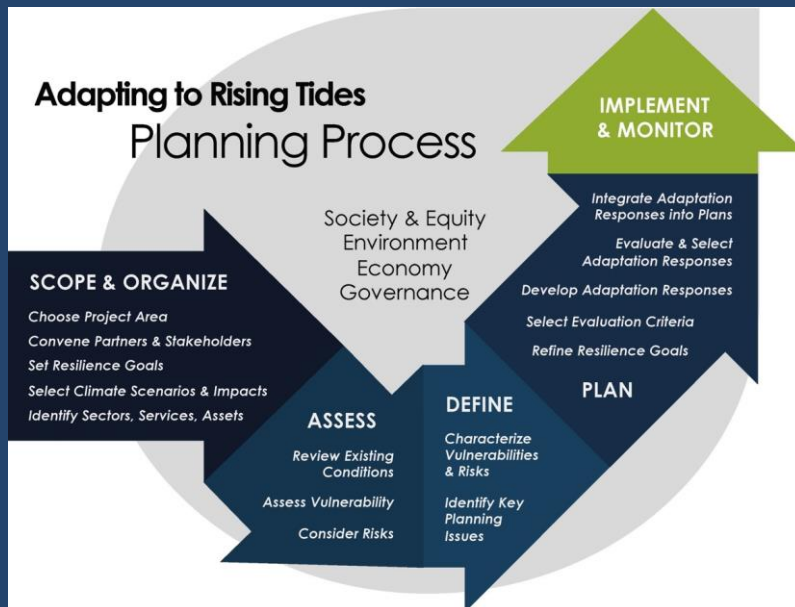 Adapting to Rising Tides
Planning Process
Society & Equity
Environment
Economy
Governance
SCOPE & ORGANIZE
Choose Project Area
Convene Partners & Stakeholders
Set Resilience Goals
Select Climate Scenarios & Impacts
Identify Sectors, Services, Assets
ASSESS
Review Existing
Conditions
Assess Vulnerability
Consider Risks
DEFINE
Characterize
Vulnerabilities
& Risks
Identify Key
Planning
Issues
IMPLEMENT
& MONITOR
Integrate Adaptation
Responses into Plans
Evaluate & Select
Adaptation Responses
Develop Adaptation Responses
Select Evaluation Criteria
Refine Resilience Goals
PLAN